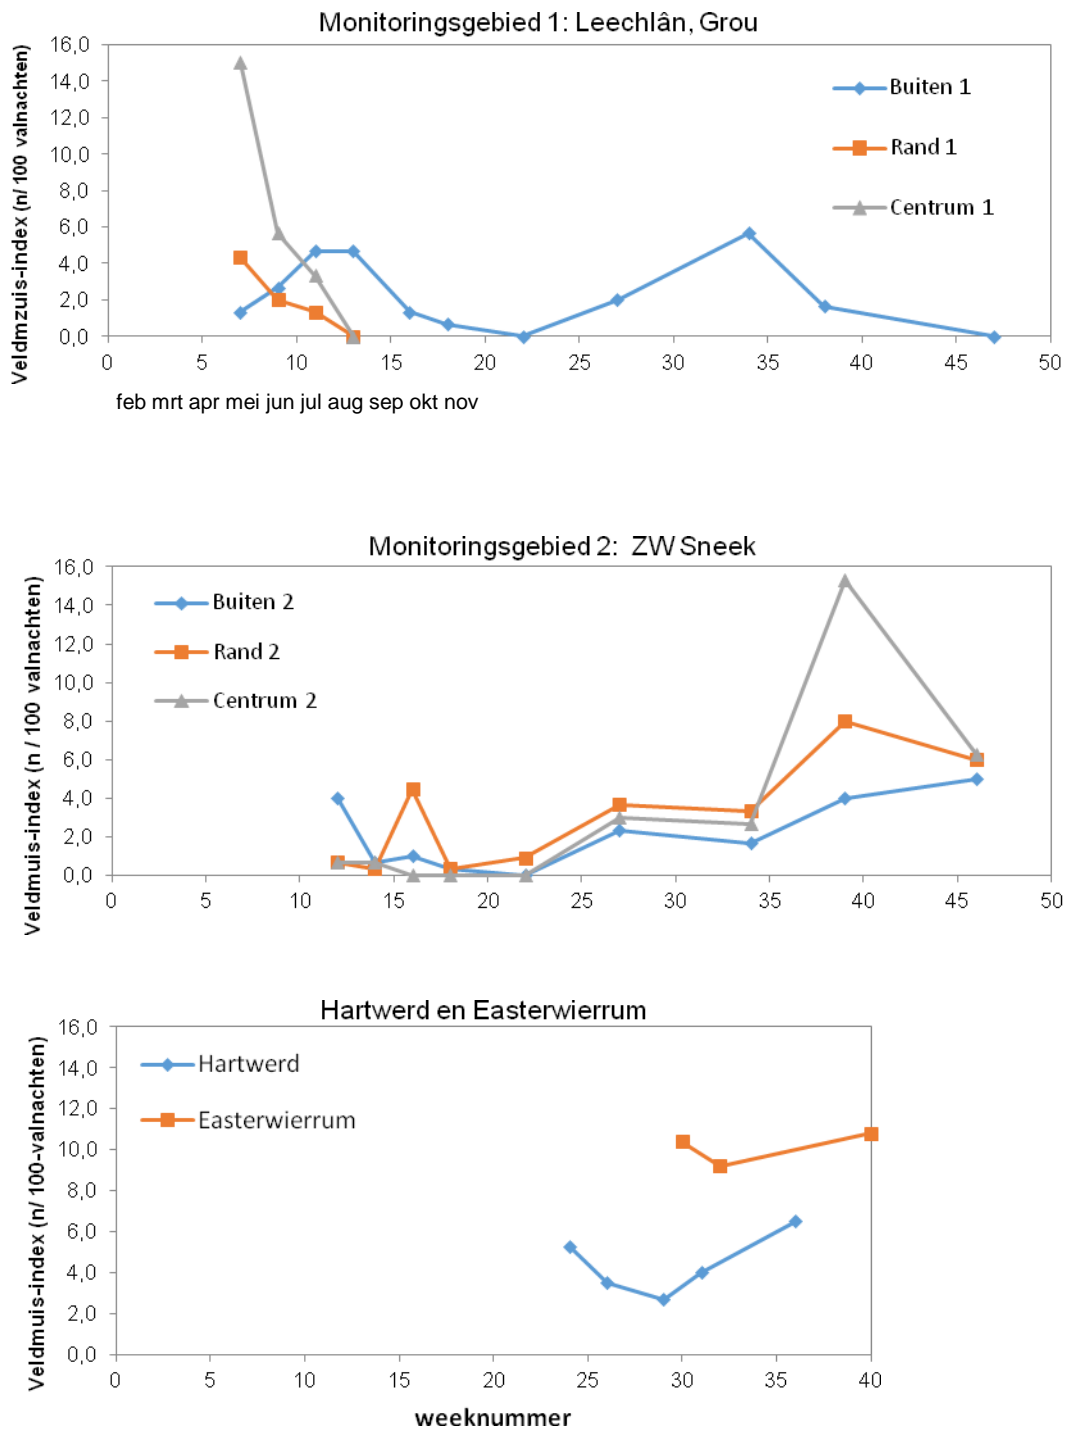 Monitoringsgebied 1: Leechlân, Grou
Veldmzuis-index (n/ 100 valnachten)
16,0
14,0
12,0
10,0
8,0
6,0
4,0
2,0
0,0
Buiten 1
Rand 1
Centrum 1
0 5 10 15 20 25 30 35 40 45 50
feb mrt apr mei jun jul aug sep okt nov
Monitoringsgebied 2: ZW Sneek
Veldmuis-index (n / 100 valnachten)
16,0
14,0
12,0
10,0
8,0
6,0
4,0
2,0
0,0
Buiten 2
Rand 2
Centrum 2
0 5 10 15 20 25 30 35 40 45 50
Hartwerd en Easterwierrum
Veldmuis-index (n/ 100-valnachten)
16,0
14,0
12,0
10,0
8,0
6,0
4,0
2,0
0,0
Hartwerd
Easterwierrum
0 5 10 15 20 25 30 35 40
weeknummer